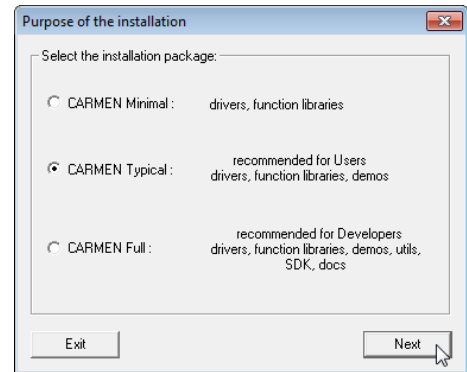 Purpose of the installation
Select the installation package:
CARMEN Minimal : drivers, function libraries
recommended for Users
CARMEN Typical : drivers, function libraries, demos
recommended for Developers
CARMEN Full : drivers, function libraries, demos, utils,
SDK, docs
Exit Next